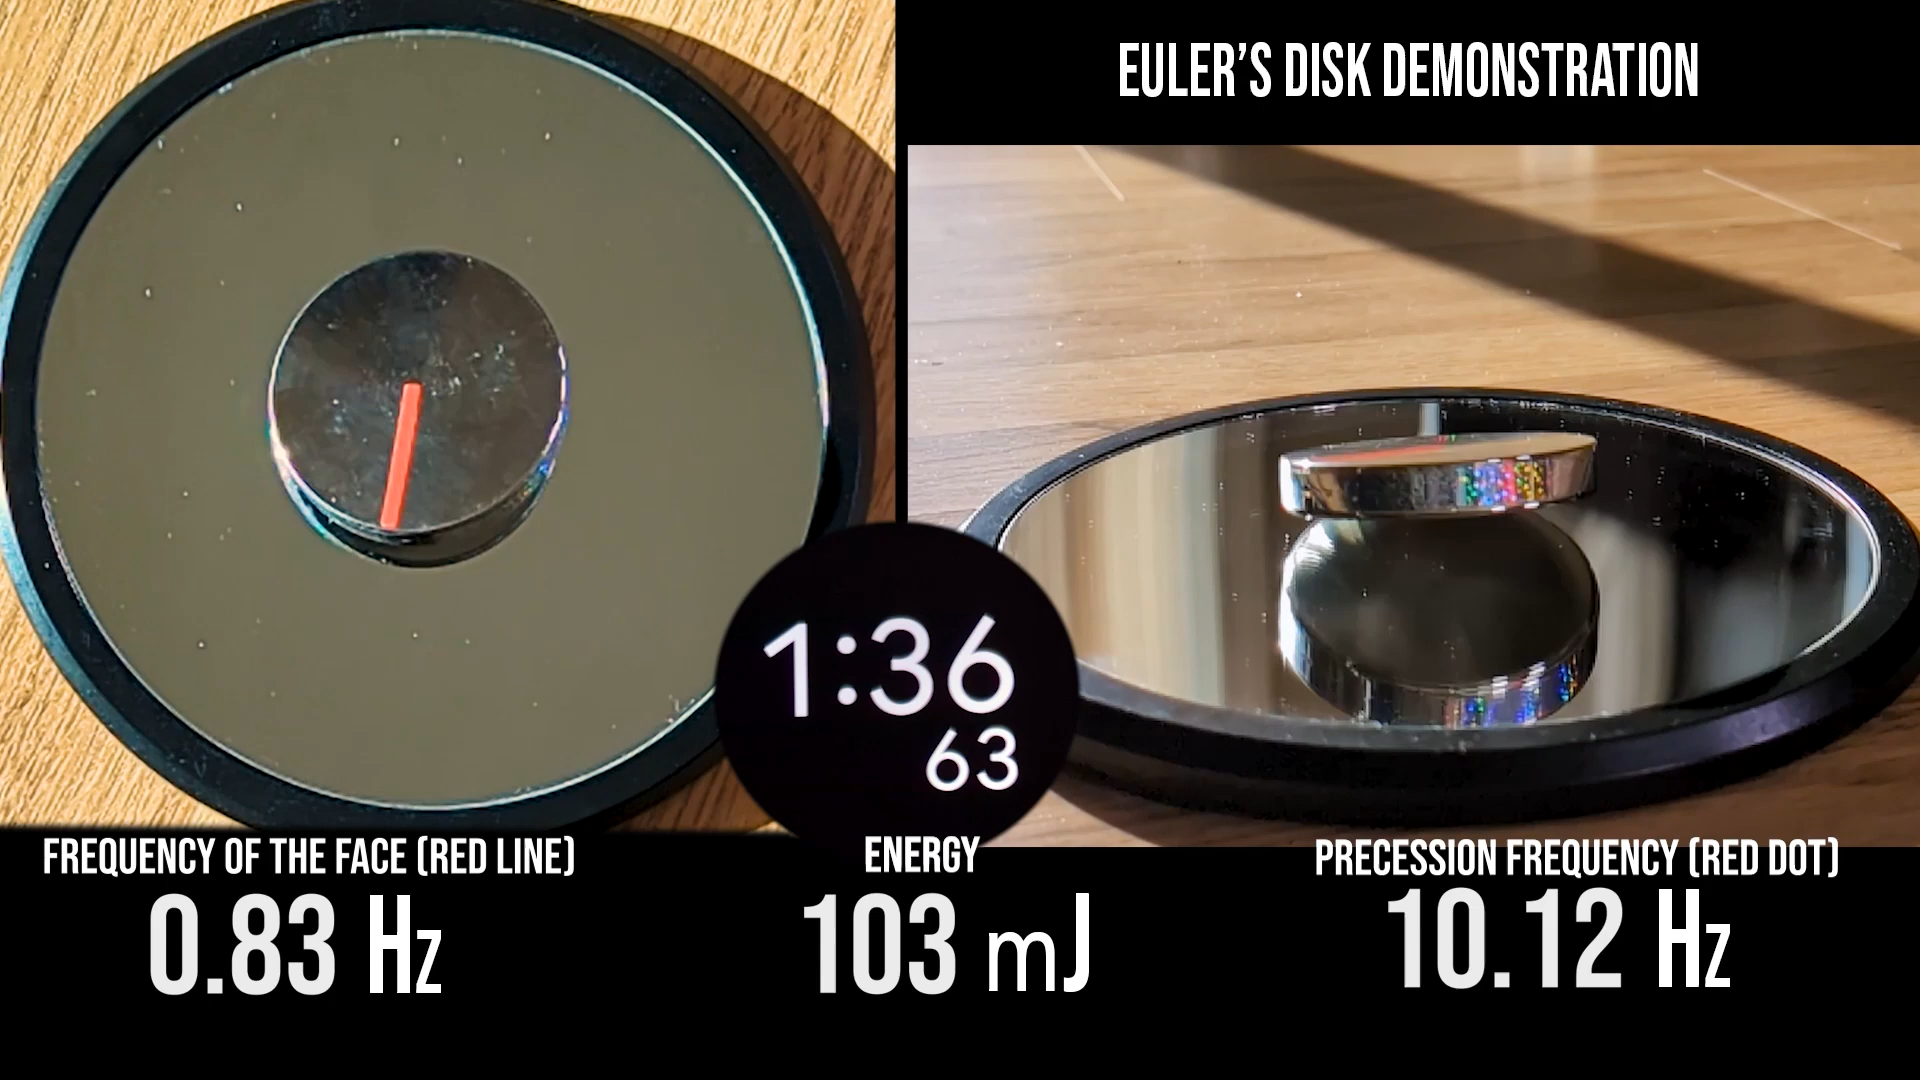 EULER'S DISK DEMONSTRATION
1:36
63
FREQUENCY OF THE FACE (RED LINE)
0.83 Hz
ENERGY
103 mJ
PRECESSION FREQUENCY (RED DOT)
10.12 Hz